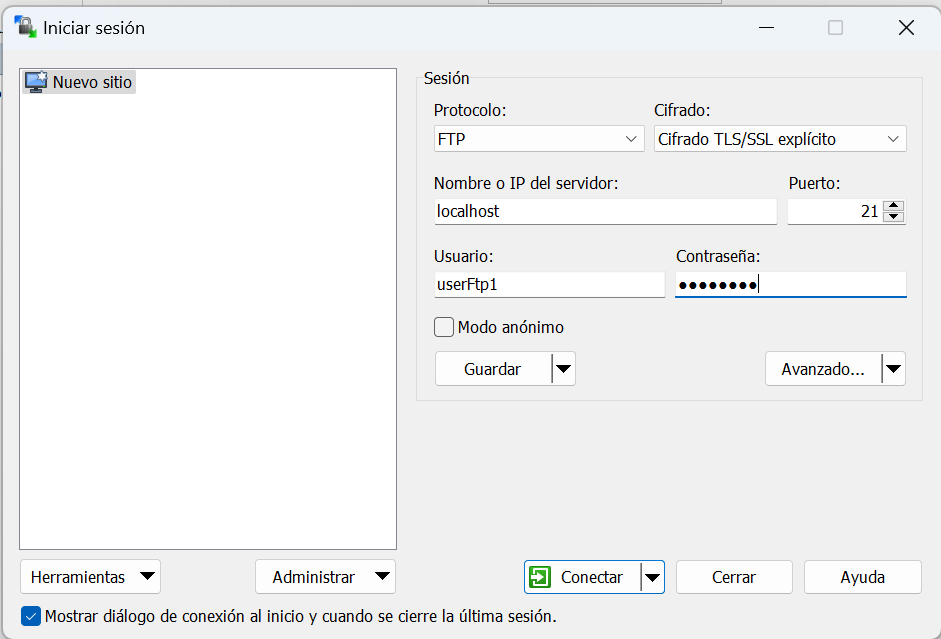 Iniciar sesión
Nuevo sitio
Sesión
Protocolo: Cifrado:
FTP Cifrado TLS/SSL explícito
Nombre o IP del servidor: Puerto:
localhost 21
Usuario: Contraseña:
userFtp1 ●●●●●●●●
Modo anónimo
Guardar Avanzado...
Herramientas Administrar Conectar Cerrar Ayuda
Mostrar diálogo de conexión al inicio y cuando se cierre la última sesión.